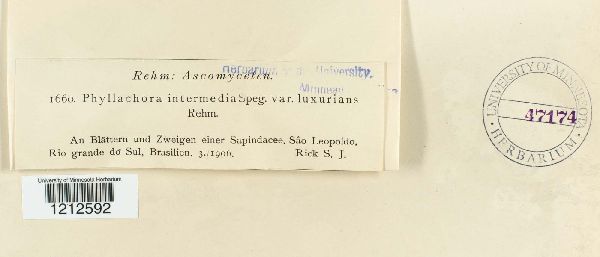 Rehm: Ascomyceten.
1660. Phyllachora intermedia Speg. var. luxurians
Rehm.
An Blättern und Zweigen einer Sapindacee, São Leopoldo,
Rio grande do Sul, Brasilien. 3./1906. Rick S. J.
University of Minnesota Herbarium
1212592
UNIVERSITY OF MINNESOTA
47174
• HERBARIUM •
University,